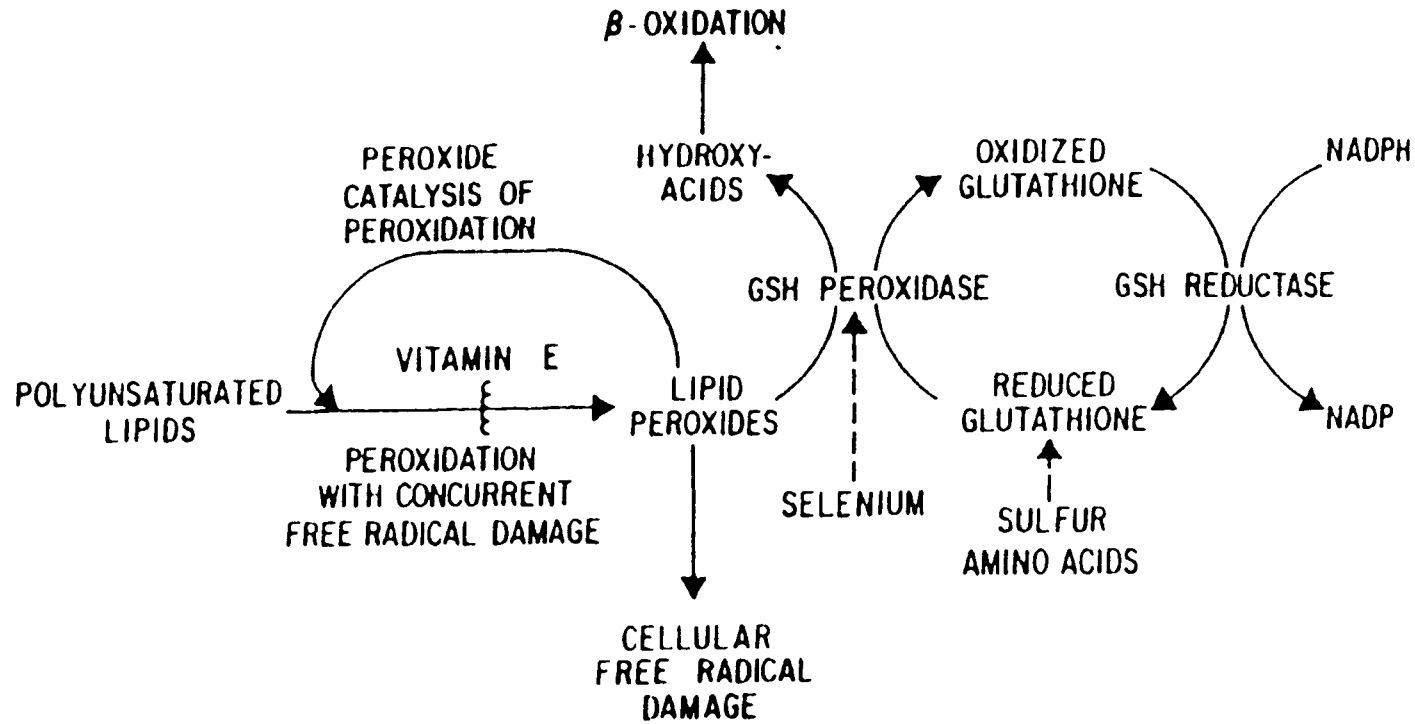 β-OXIDATION
PEROXIDE
CATALYSIS OF
PEROXIDATION
HYDROXY-
ACIDS
OXIDIZED
GLUTATHIONE
NADPH
GSH PEROXIDASE
GSH REDUCTASE
VITAMIN E
POLYUNSATURATED
LIPIDS
LIPID
PEROXIDES
REDUCED
GLUTATHIONE
NADP
PEROXIDATION
WITH CONCURRENT
FREE RADICAL DAMAGE
SELENIUM
SULFUR
AMINO ACIDS
CELLULAR
FREE RADICAL
DAMAGE